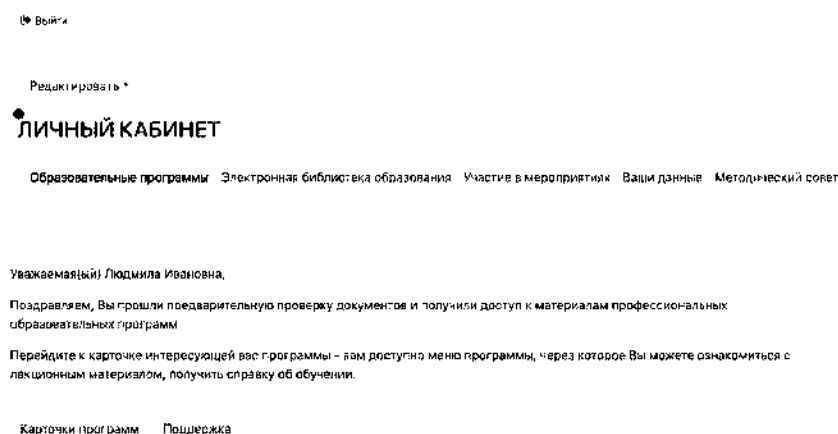 Выйти
Редактировать
ЛИЧНЫЙ КАБИНЕТ
Образовательные программы Электронная библиотека образования Участие в мероприятиях Ваши данные Методический совет
Уважаемая(ый) Людмила Ивановна,
Поздравляем, Вы прошли предварительную проверку документов и получили доступ к материалам профессиональных
образовательных программ
Перейдите к карточке интересующей вас программы – вам доступно меню программы, через которое Вы можете ознакомиться с
лекционным материалом, получить справку об обучении.
Карточки программ Поддержка